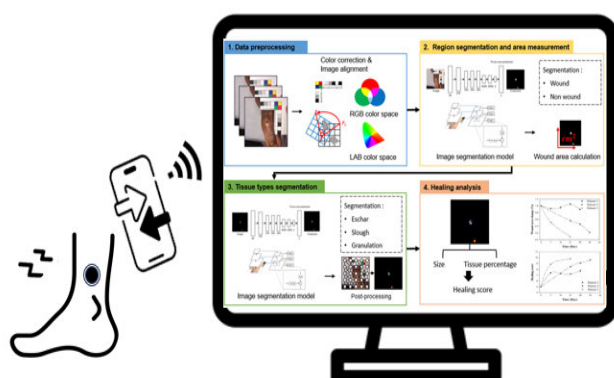 1. Data preprocessing
Color correction &
Image alignment
RGB color space
LAB color space
2. Region segmentation and area measurement
Segmentation :
• Wound
• Non wound
Image segmentation model
Wound area calculation
3. Tissue types segmentation
Segmentation :
• Eschar
• Slough
• Granulation
Image segmentation model
Post-processing
4. Healing analysis
Size
Tissue percentage
Healing score